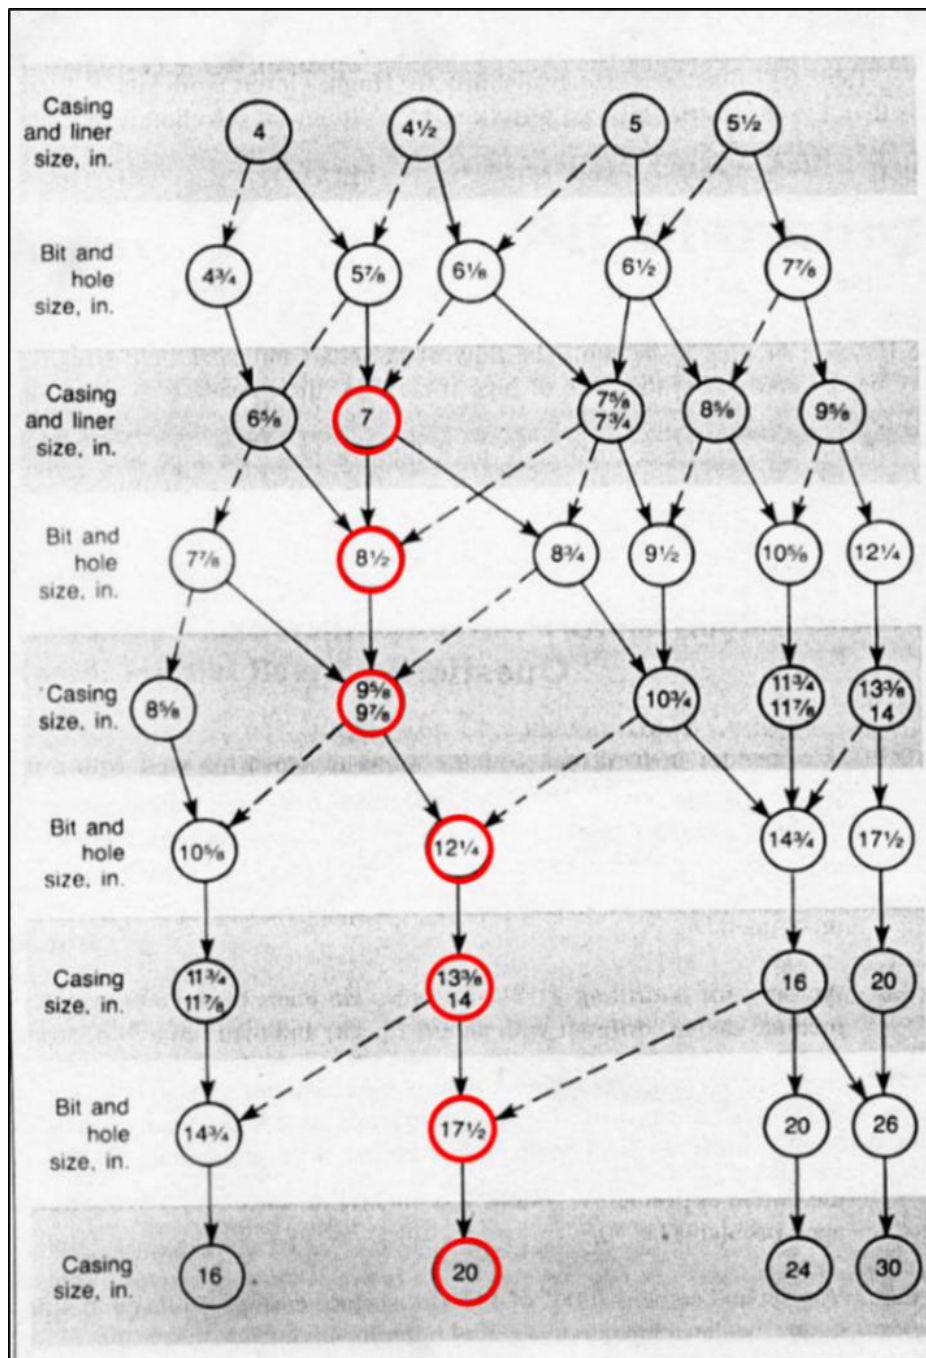 Casing
and liner
size, in.
4 4½ 5 5½
Bit and
hole
size, in.
4¾ 5⅞ 6⅛ 6½ 7⅞
Casing
and liner
size, in.
6⅝ 7 7⅝ 7¾ 8⅝ 9⅝
Bit and
hole
size, in.
7⅞ 8½ 8¾ 9½ 10⅝ 12¼
Casing
size, in.
8⅝ 9⅝ 9⅞ 10¾ 11¾ 11⅞ 13⅜ 14
Bit and
hole
size, in.
10⅝ 12¼ 14¾ 17½
Casing
size, in.
11¾ 11⅞ 13⅜ 14 16 20
Bit and
hole
size, in.
14¾ 17½ 20 26
Casing
size, in.
16 20 24 30